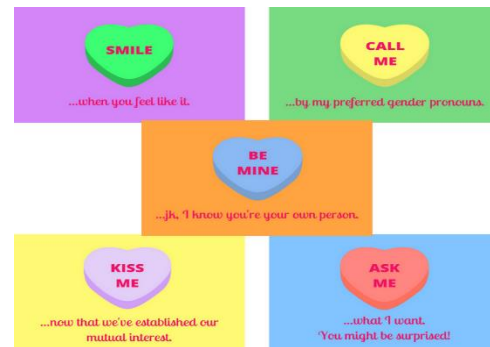 SMILE
...when you feel like it.
CALL
ME
...by my preferred gender pronouns.
BE
MINE
...jk, I know you're your own person.
KISS
ME
...now that we've established our
mutual interest.
ASK
ME
...what I want.
You might be surprised!